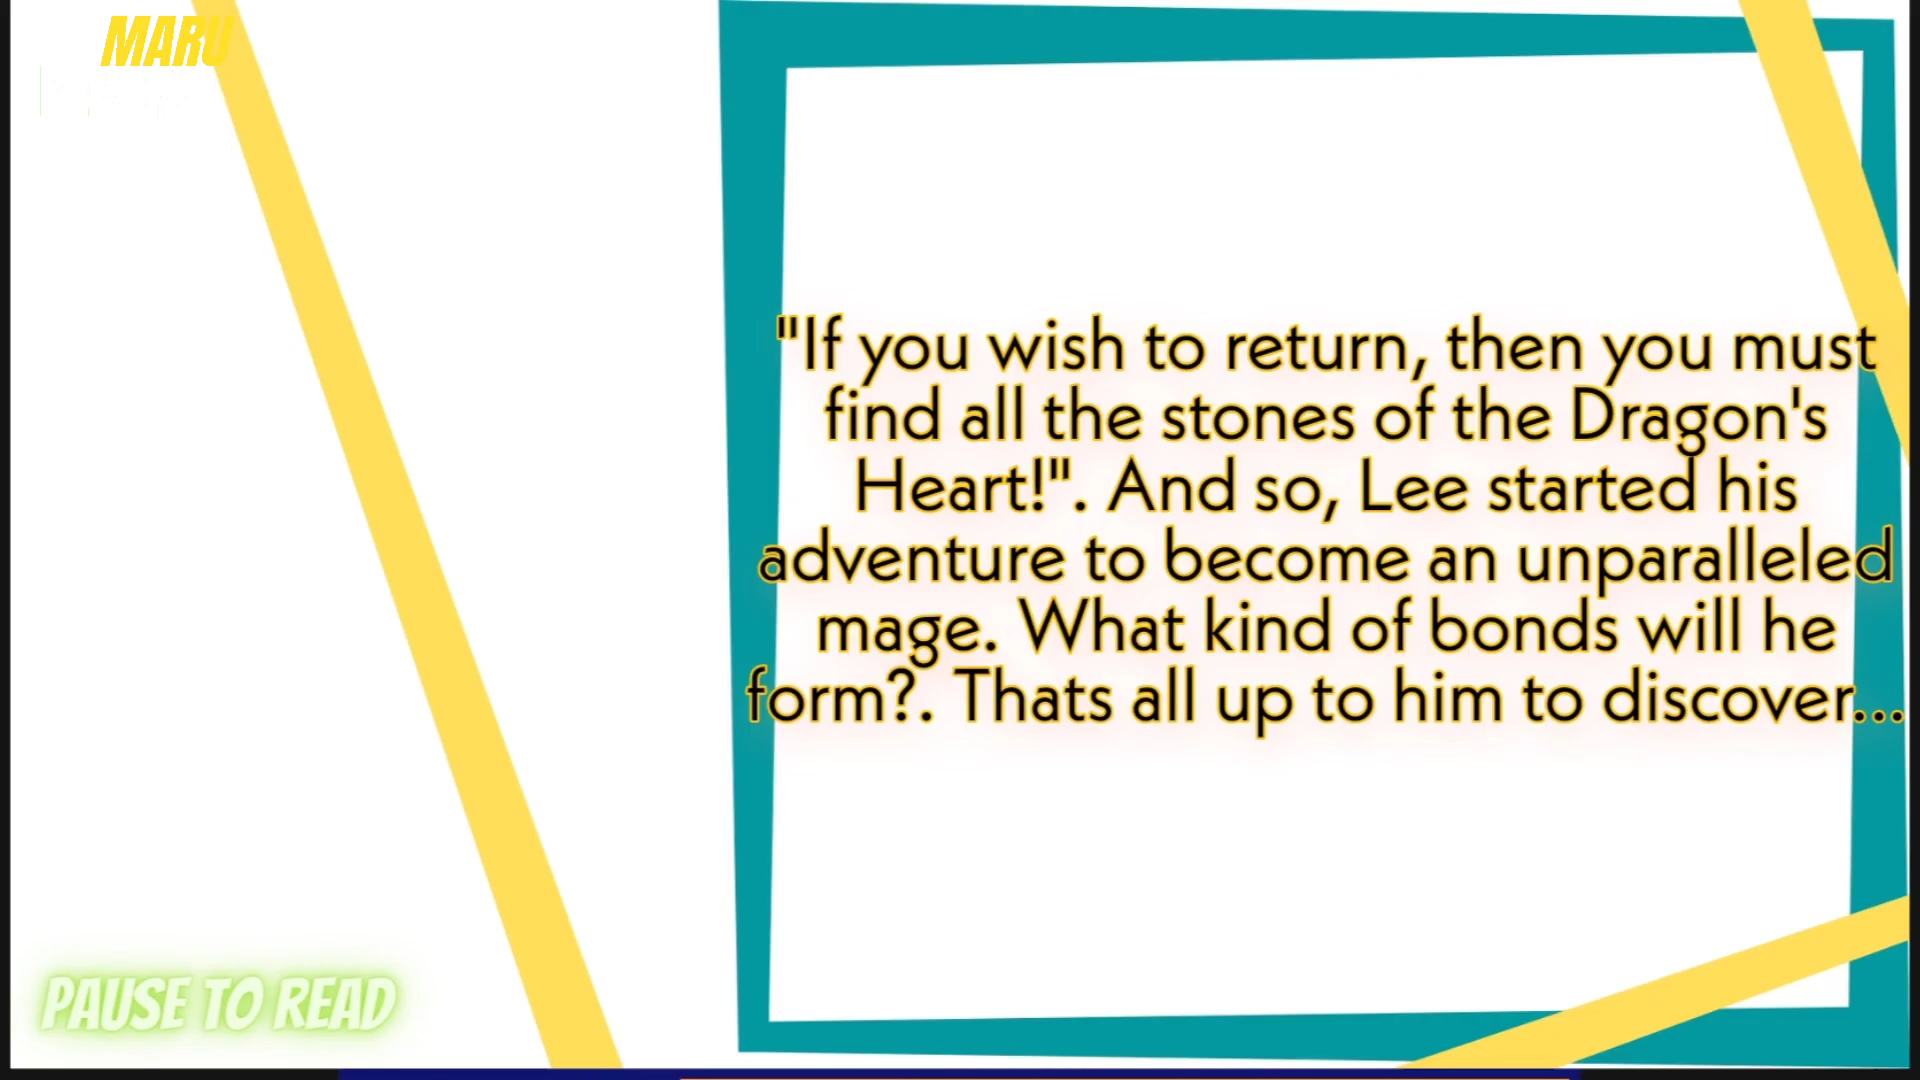 MARU
"If you wish to return, then you must
find all the stones of the Dragon's
Heart!". And so, Lee started his
adventure to become an unparalleled
mage. What kind of bonds will he
form?. Thats all up to him to discover...
PAUSE TO READ